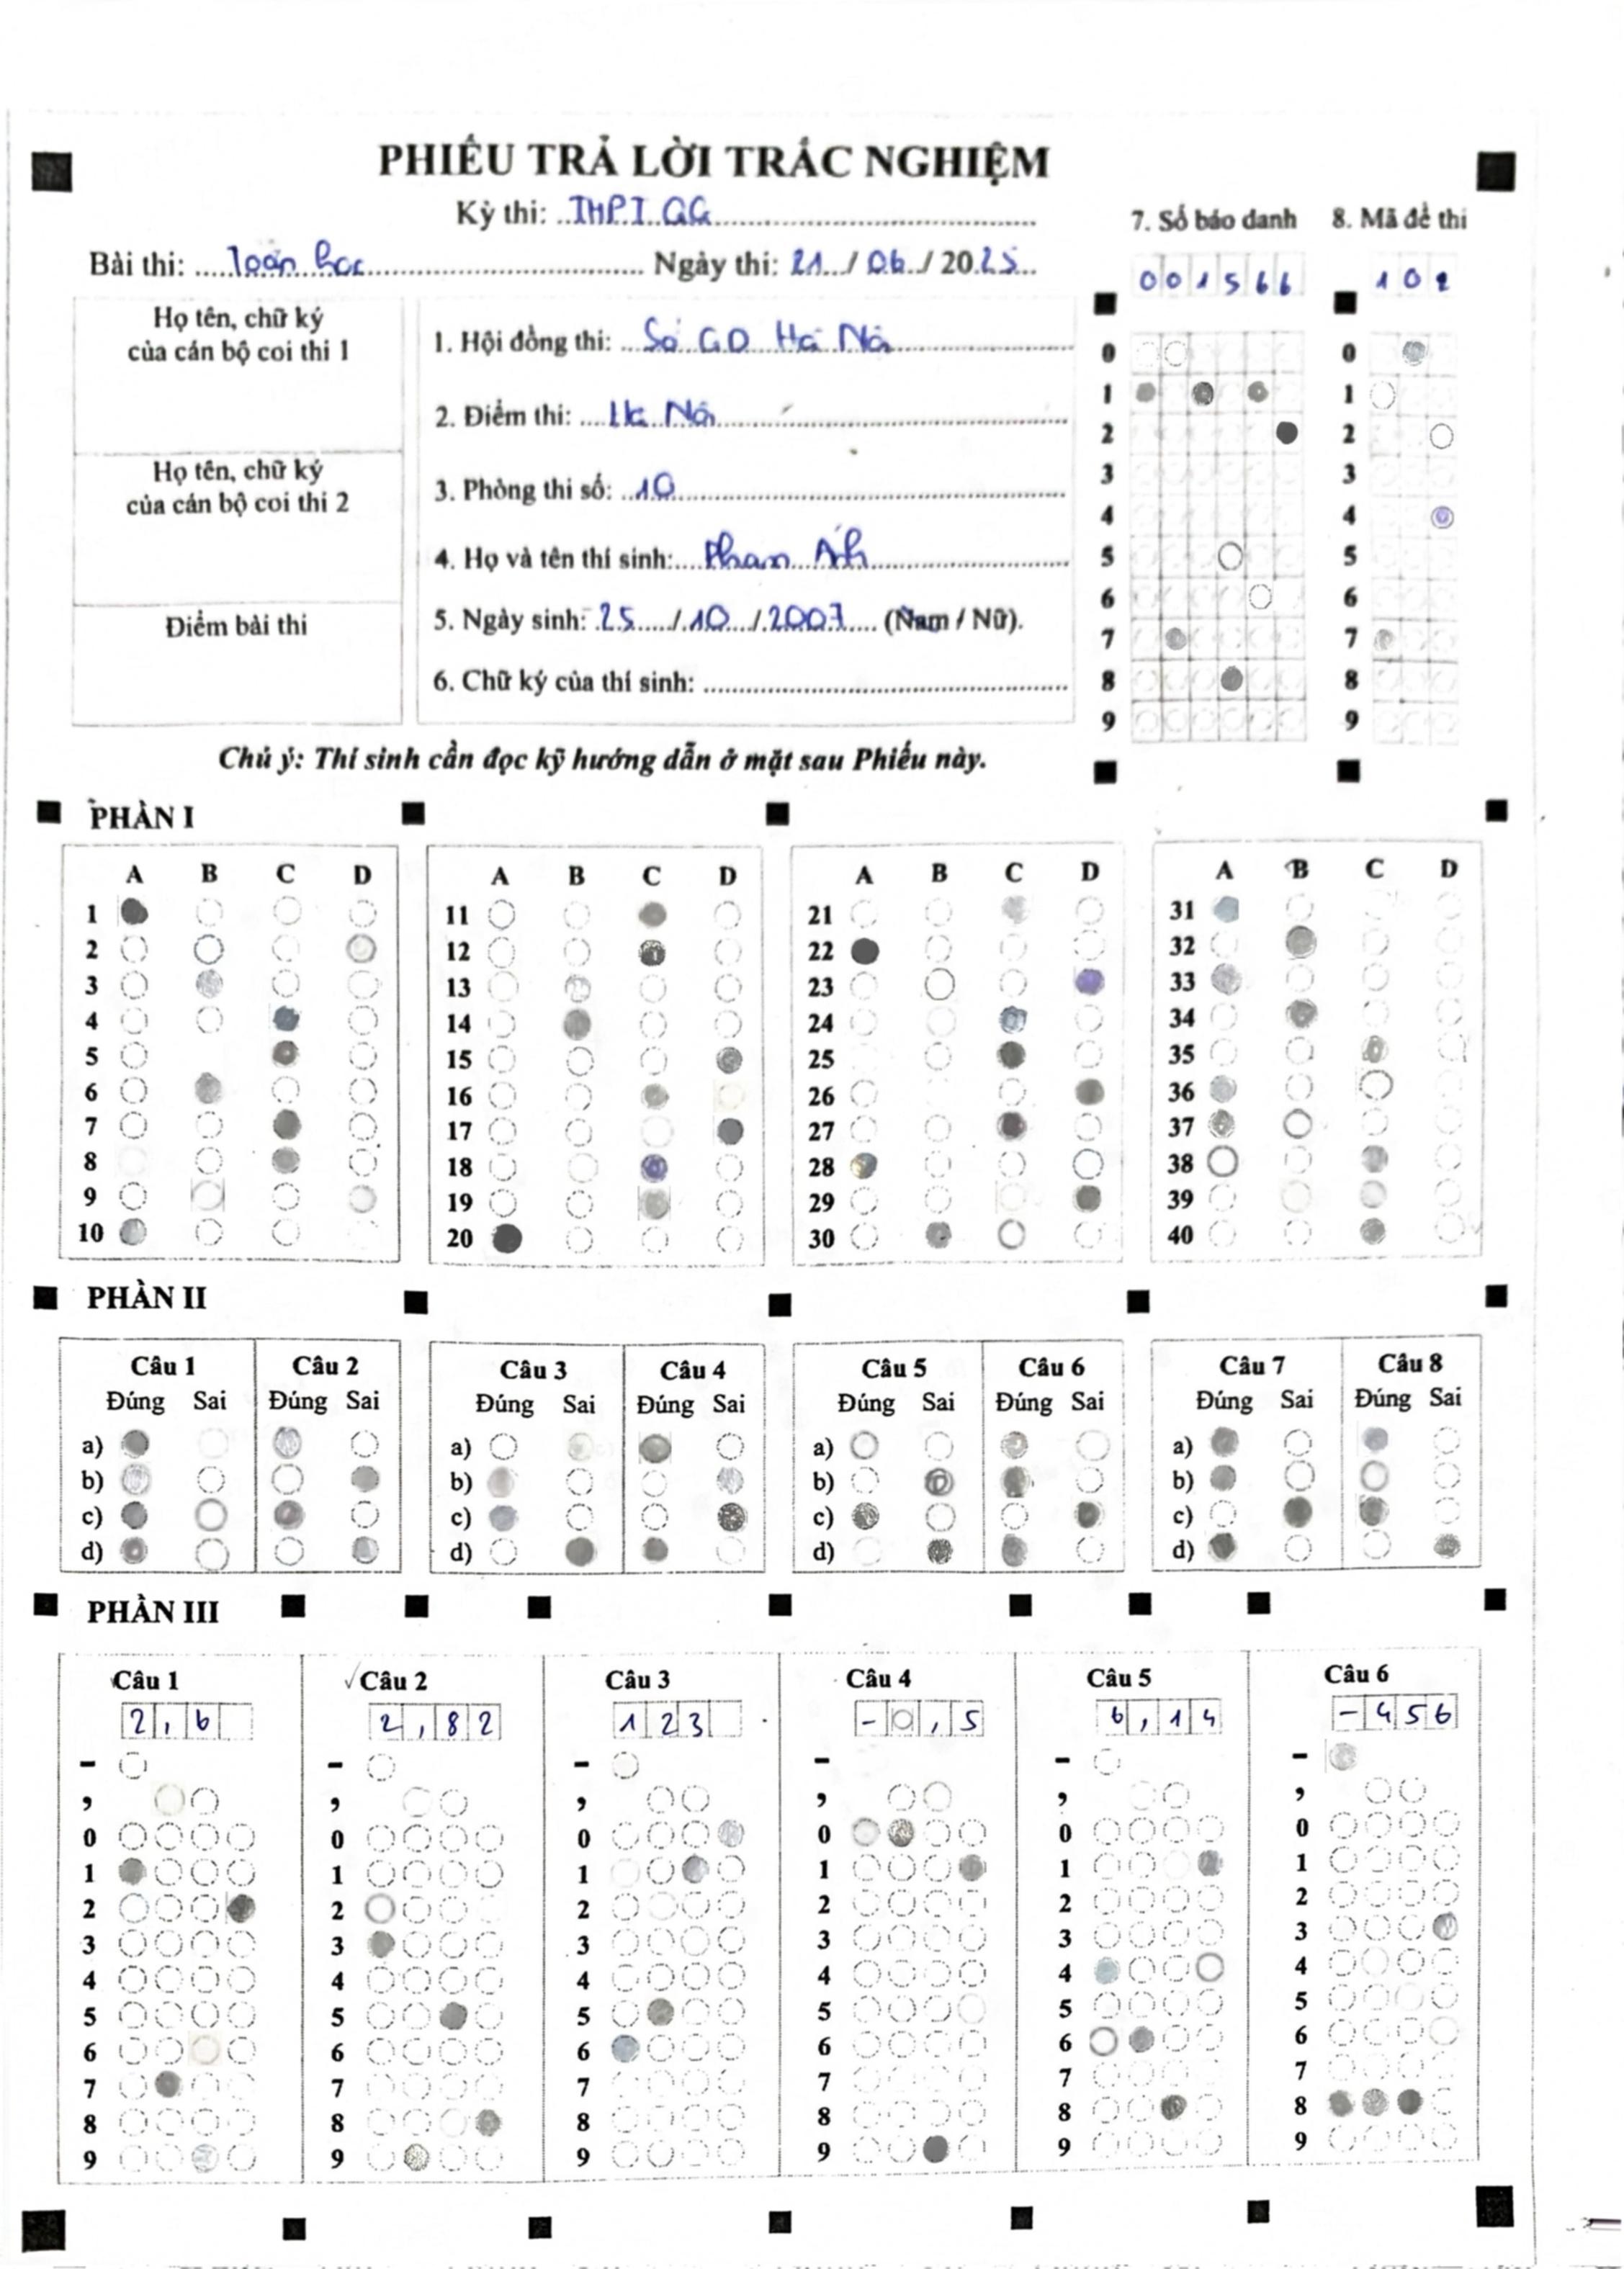 PHIẾU TRẢ LỜI TRẮC NGHIỆM
Kỳ thi: THPT QG
Bài thi: Toán học Ngày thi: 21 / 06 / 2025
7. Số báo danh 8. Mã đề thi
001566 102
Họ tên, chữ ký
của cán bộ coi thi 1
Họ tên, chữ ký
của cán bộ coi thi 2
Điểm bài thi
1. Hội đồng thi: Sở GD Hà Nội
2. Điểm thi: Hà Nội
3. Phòng thi số: 10
4. Họ và tên thí sinh: Phan Ánh
5. Ngày sinh: 25 / 10 / 2007 (Nam / Nữ).
6. Chữ ký của thí sinh:
0 0
1 1
2 2
3 3
4 4
5 5
6 6
7 7
8 8
9 9
Chú ý: Thí sinh cần đọc kỹ hướng dẫn ở mặt sau Phiếu này.
PHẦN I
A B C D A B C D A B C D A B C D
1 11 21 31
2 12 22 32
3 13 23 33
4 14 24 34
5 15 25 35
6 16 26 36
7 17 27 37
8 18 28 38
9 19 29 39
10 20 30 40
PHẦN II
Câu 1 Câu 2 Câu 3 Câu 4 Câu 5 Câu 6 Câu 7 Câu 8
Đúng Sai Đúng Sai Đúng Sai Đúng Sai Đúng Sai Đúng Sai Đúng Sai Đúng Sai
a) a) a) a)
b) b) b) b)
c) c) c) c)
d) d) d) d)
PHẦN III
Câu 1 Câu 2 Câu 3 Câu 4 Câu 5 Câu 6
2,6 2,82 123 -0,5 6,14 -456
- - - - - -
, , , , , ,
0 0 0 0 0 0
1 1 1 1 1 1
2 2 2 2 2 2
3 3 3 3 3 3
4 4 4 4 4 4
5 5 5 5 5 5
6 6 6 6 6 6
7 7 7 7 7 7
8 8 8 8 8 8
9 9 9 9 9 9